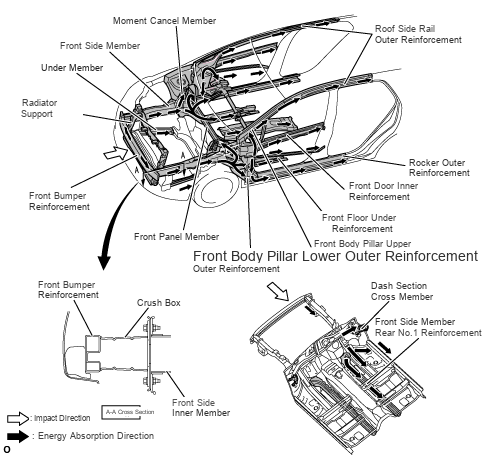 Moment Cancel Member
Front Side Member
Under Member
Radiator
Support
Roof Side Rail
Outer Reinforcement
A
A
Rocker Outer
Reinforcement
Front Door Inner
Reinforcement
Front Bumper
Reinforcement
Front Floor Under
Reinforcement
Front Panel Member
Front Body Pillar Upper
Front Body Pillar Lower Outer Reinforcement
Outer Reinforcement
Front Bumper
Reinforcement
Crush Box
Dash Section
Cross Member
Front Side Member
Rear No.1 Reinforcement
Front Side
Inner Member
A-A Cross Section
: Impact Direction
: Energy Absorption Direction
O